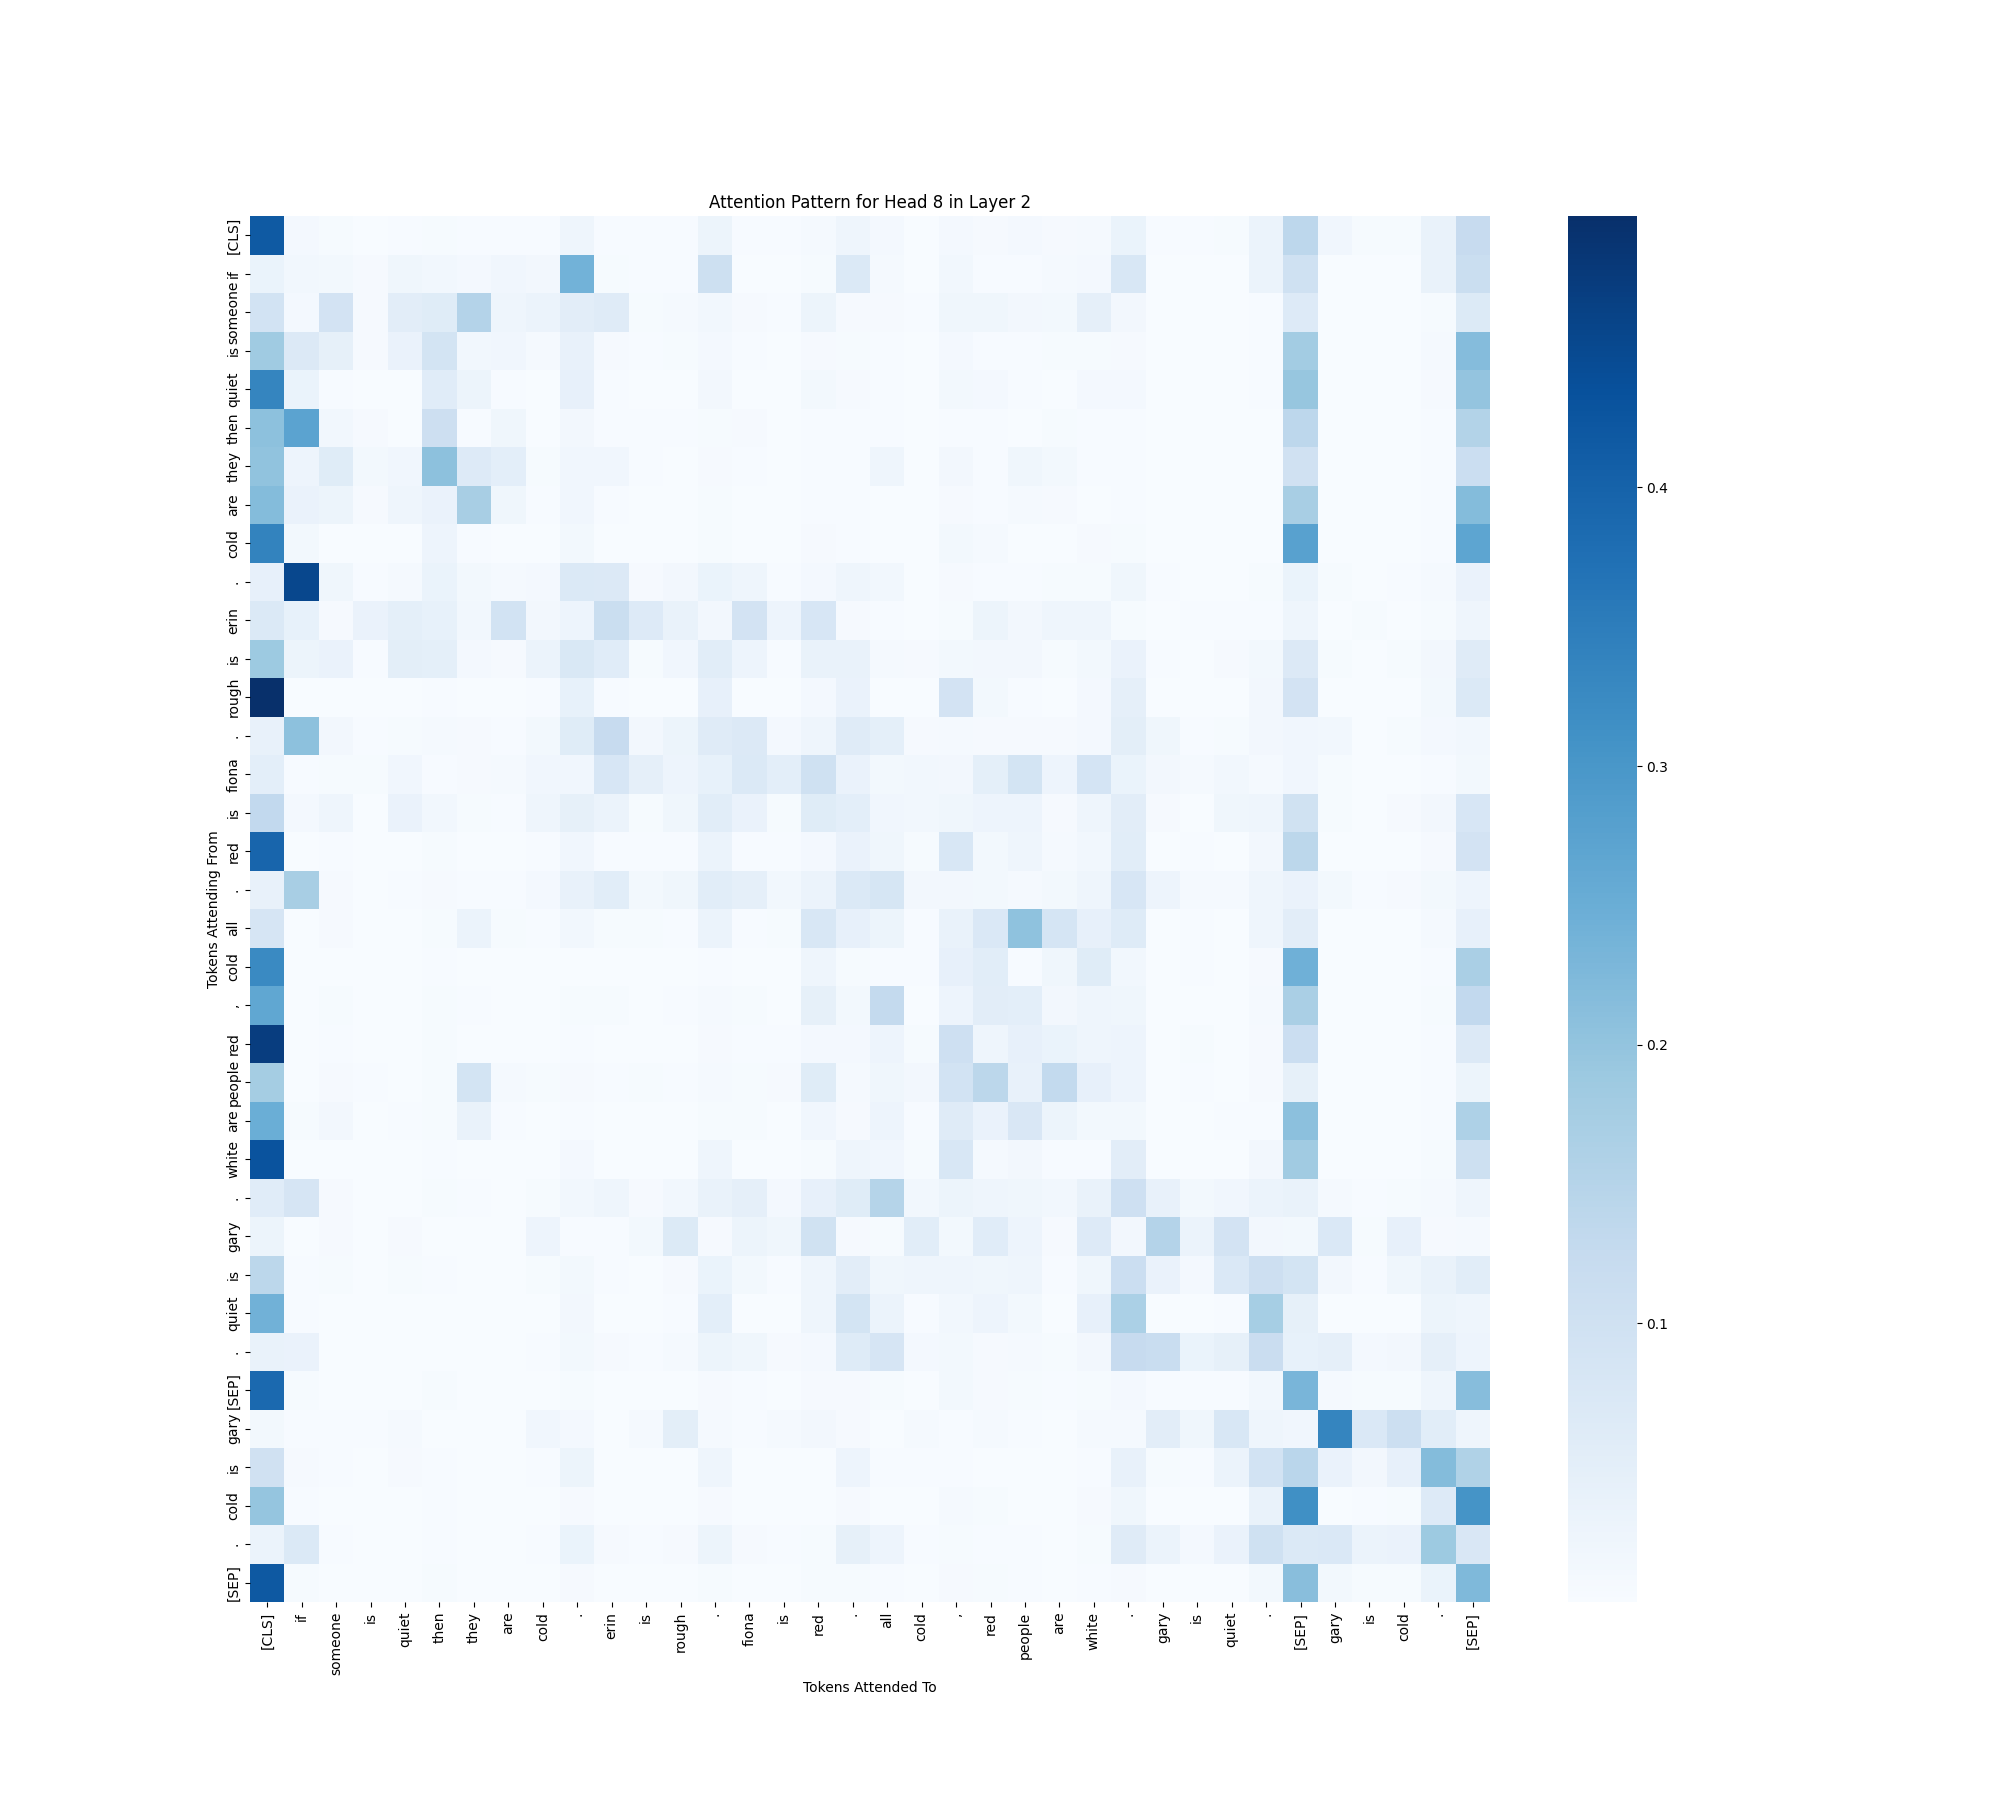 Attention Pattern for Head 8 in Layer 2
Tokens Attending From
[CLS]
if
someone
is
quiet
then
they
are
cold
.
erin
is
rough
.
fiona
is
red
.
all
cold
,
red
people
are
white
.
gary
is
quiet
.
[SEP]
gary
is
cold
.
[SEP]
[CLS] if someone is quiet then they are cold . erin is rough . fiona is red . all cold , red people are white . gary is quiet . [SEP] gary is cold . [SEP]
Tokens Attended To
0.4
0.3
0.2
0.1